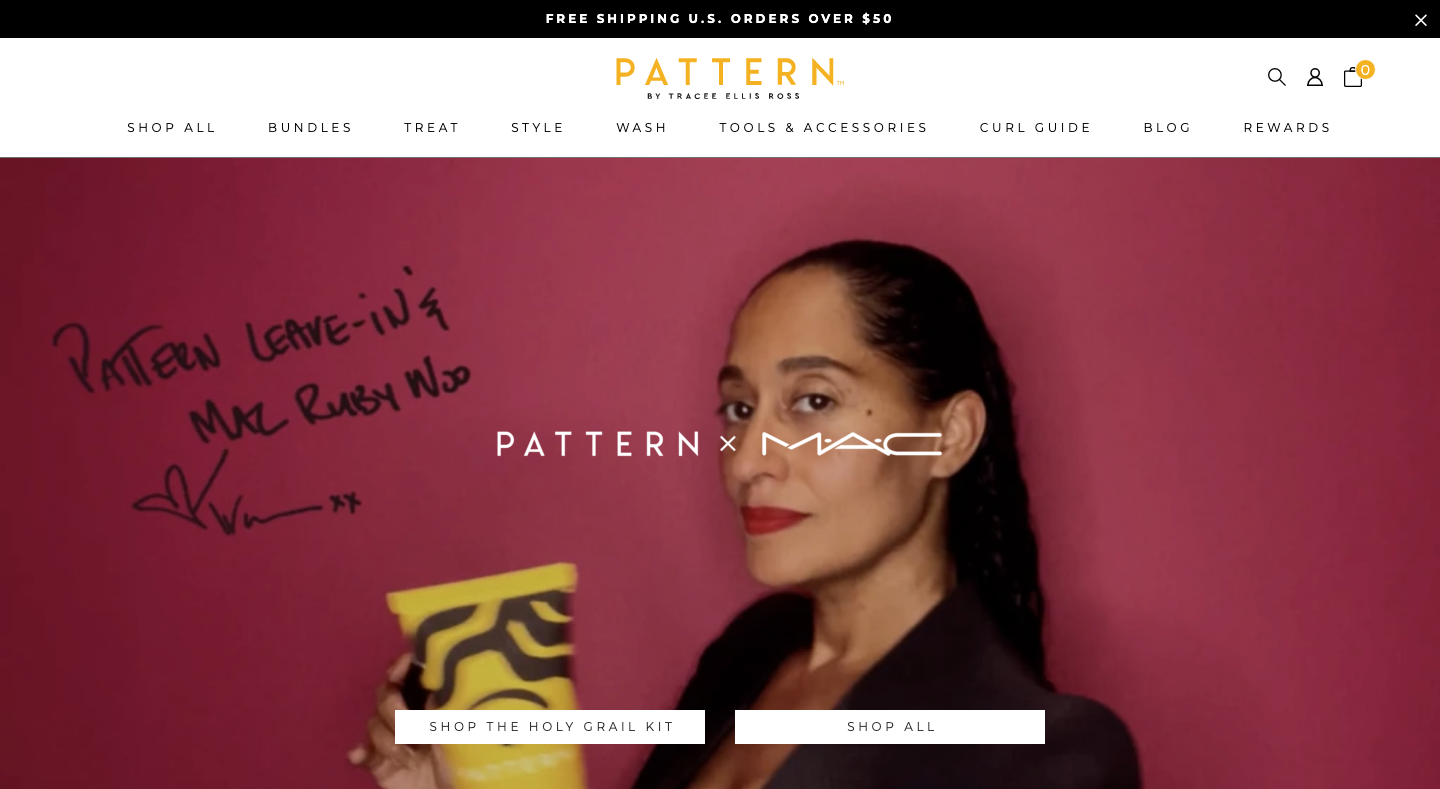 FREE SHIPPING U.S. ORDERS OVER $50
PATTERN™
BY TRACEE ELLIS ROSS
0
SHOP ALL BUNDLES TREAT STYLE WASH TOOLS & ACCESSORIES CURL GUIDE BLOG REWARDS
PATTERN LEAVE-IN &
MAC RUBY WOO
xx
PATTERN × MAC
SHOP THE HOLY GRAIL KIT
SHOP ALL